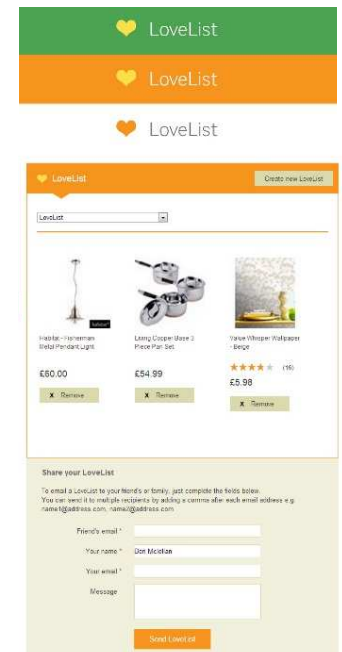 LoveList
LoveList
LoveList
LoveList
Create new LoveList
LoveList
habitat
Habitat - Fisherman
Metal Pendant Light
£60.00
X Remove
Living Copper Base 3
Piece Pan Set
£54.99
X Remove
Value Whisper Wallpaper
- Beige
(16)
£5.98
X Remove
Share your LoveList
To email a LoveList to your friends or family, just complete the fields below.
You can send it to multiple recipients by adding a comma after each email address e.g.
name1@address.com, name2@address.com
Friend's email *
Your name *
Don Mclellan
Your email *
Message
Send LoveList